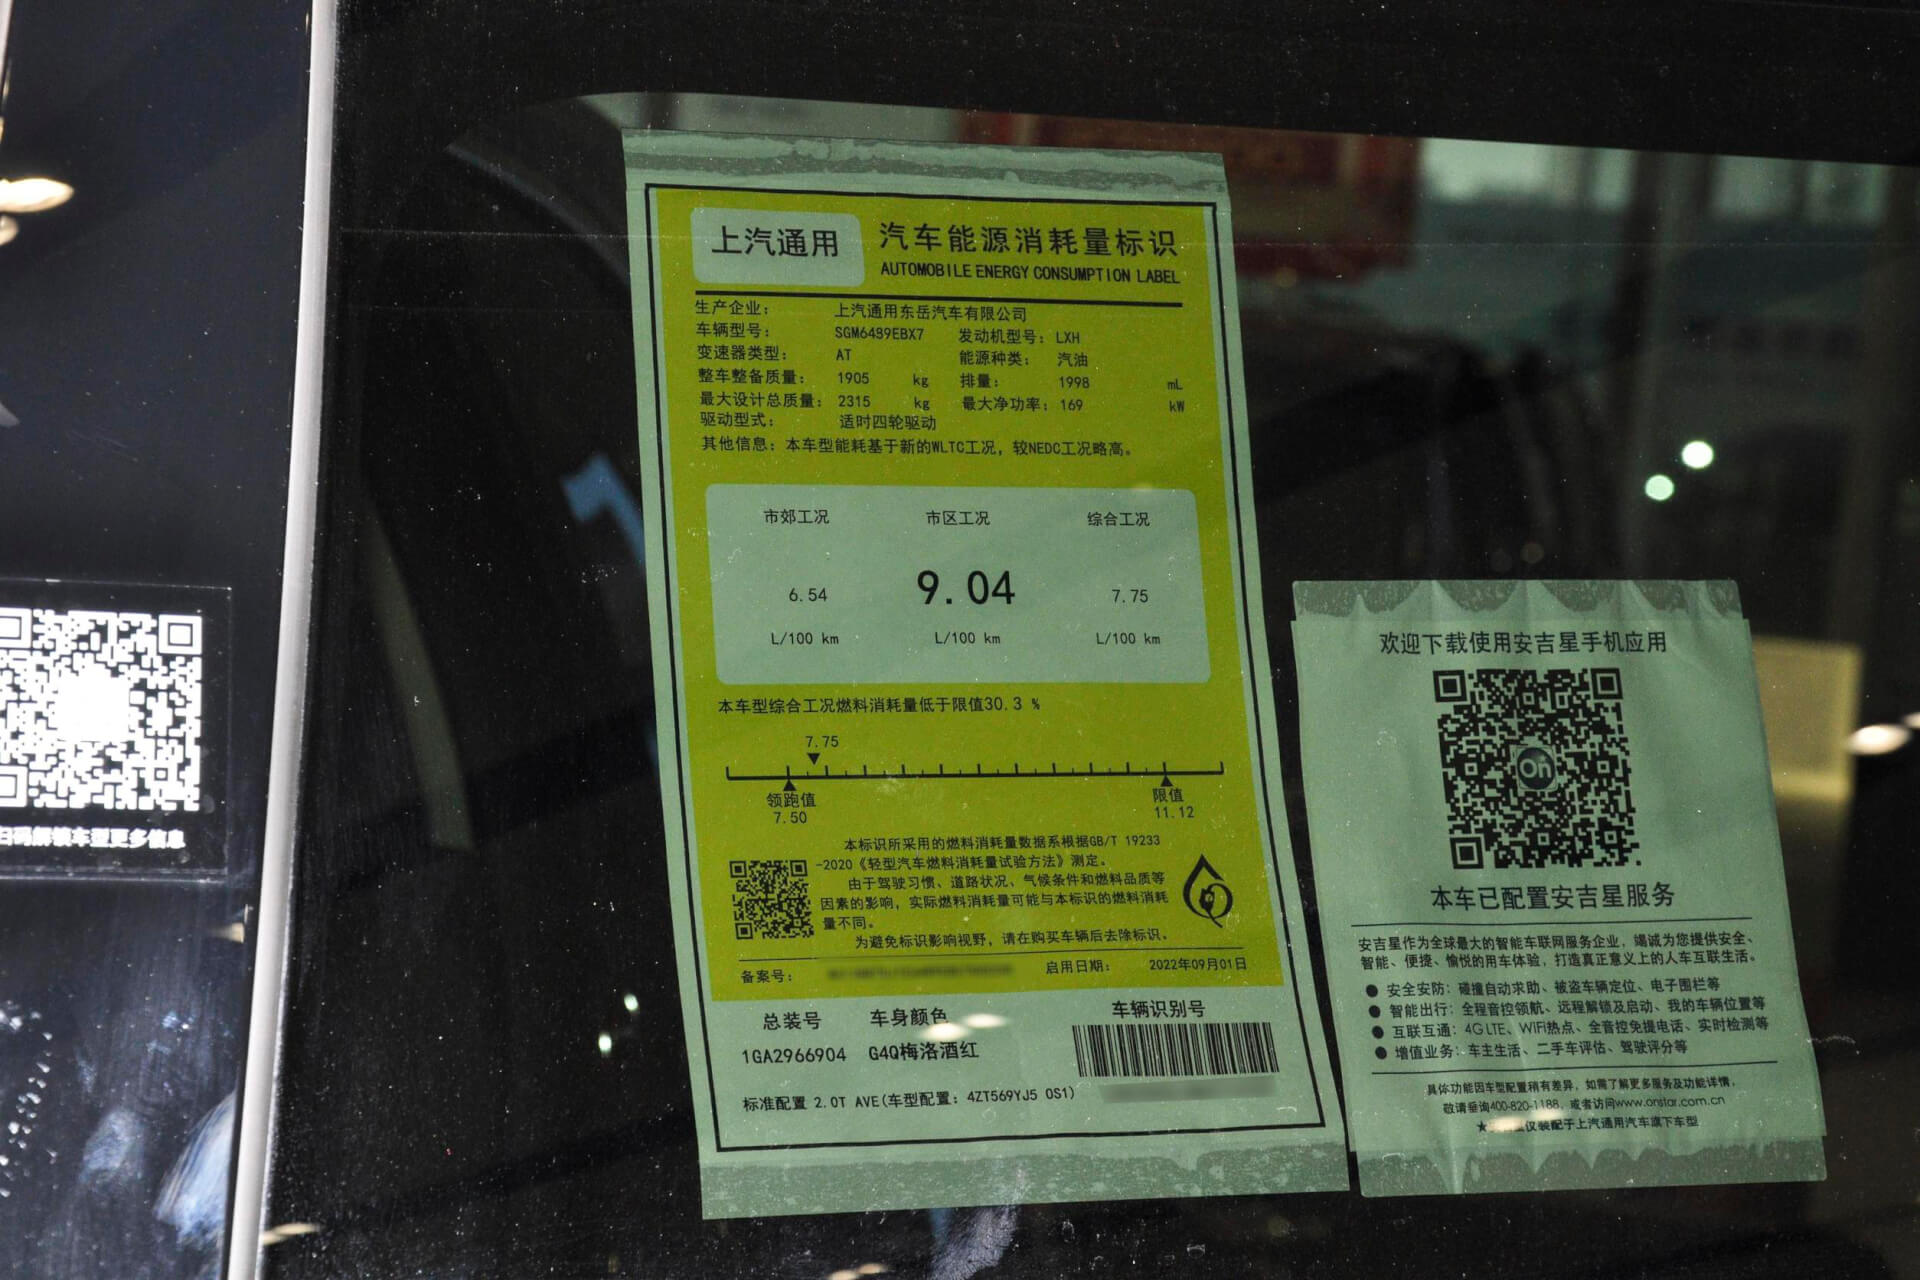 上汽通用
汽车能源消耗量标识
AUTOMOBILE ENERGY CONSUMPTION LABEL
生产企业： 上汽通用东岳汽车有限公司
车辆型号： SGM6489EBX7 发动机型号： LXH
变速器类型： AT 能源种类： 汽油
整车整备质量： 1905 kg 排量： 1998 mL
最大设计总质量： 2315 kg 最大净功率： 169 kW
驱动型式： 适时四轮驱动
其他信息： 本车型能耗基于新的WLTC工况，较NEDC工况略高。
市郊工况 市区工况 综合工况
6.54 9.04 7.75
L/100 km L/100 km L/100 km
本车型综合工况燃料消耗量低于限值30.3 %
7.75
领跑值 限值
7.50 11.12
本标识所采用的燃料消耗量数据系根据GB/T 19233
-2020《轻型汽车燃料消耗量试验方法》测定。
由于驾驶习惯、道路状况、气候条件和燃料品质等
因素的影响，实际燃料消耗量可能与本标识的燃料消耗
量不同。
为避免标识影响视野，请在购买车辆后去除标识。
备案号： 启用日期： 2022年09月01日
总装号 车身颜色 车辆识别号
1GA2966904 G4Q梅洛酒红
标准配置 2.0T AVE(车型配置：4ZT569YJ5 0S1)
欢迎下载使用安吉星手机应用
On
本车已配置安吉星服务
安吉星作为全球最大的智能车联网服务企业，竭诚为您提供安全、
智能、便捷、愉悦的用车体验，打造真正意义上的人车互联生活。
● 安全安防：碰撞自动求助、被盗车辆定位、电子围栏等
● 智能出行：全程音控领航、远程解锁及启动、我的车辆位置等
● 互联互通：4G LTE、WiFi热点、全音控免提电话、实时检测等
● 增值业务：车主生活、二手车评估、驾驶评分等
具体功能因车型配置稍有差异，如需了解更多服务及功能详情，
敬请垂询400-820-1188，或者访问www.onstar.com.cn
仅装配于上汽通用汽车旗下车型
扫码解锁车型更多信息